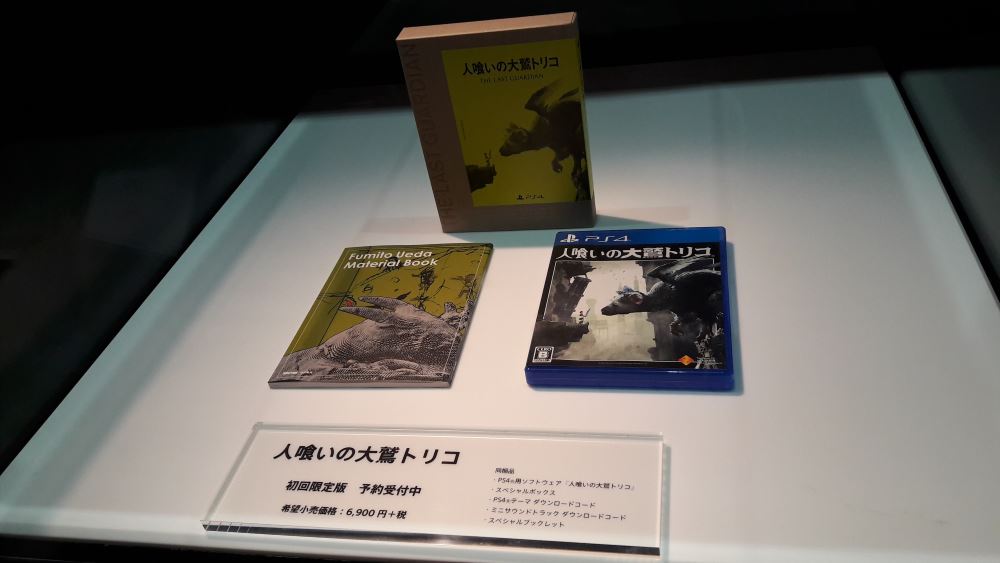 人喰いの大鷲トリコ
THE LAST GUARDIAN
THE LAST GUARDIAN
PS4
Fumito Ueda
Material Book
PS4
人喰いの大鷲トリコ
B
人喰いの大鷲トリコ
初回限定版 予約受付中
希望小売価格：6,900円+税
同梱品
・PS4®用ソフトウェア『人喰いの大鷲トリコ』
・スペシャルボックス
・PS4®テーマ ダウンロードコード
・ミニサウンドトラック ダウンロードコード
・スペシャルブックレット